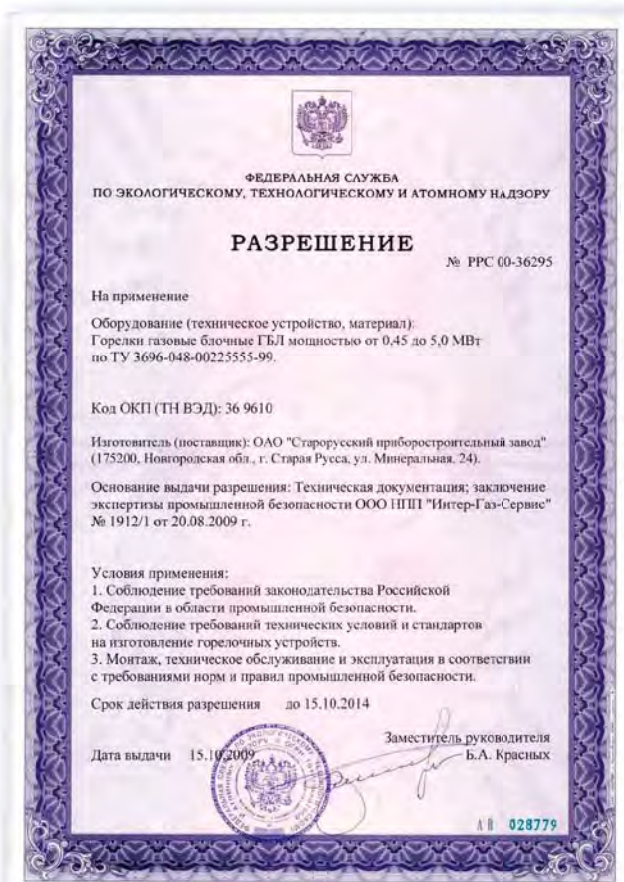 ФЕДЕРАЛЬНАЯ СЛУЖБА
ПО ЭКОЛОГИЧЕСКОМУ, ТЕХНОЛОГИЧЕСКОМУ И АТОМНОМУ НАДЗОРУ
РАЗРЕШЕНИЕ
№ РРС 00-36295
На применение
Оборудование (техническое устройство, материал):
Горелки газовые блочные ГБЛ мощностью от 0,45 до 5,0 МВт
по ТУ 3696-048-00225555-99.
Код ОКП (ТН ВЭД): 36 9610
Изготовитель (поставщик): ОАО "Старорусский приборостроительный завод"
(175200, Новгородская обл., г. Старая Русса, ул. Минеральная, 24).
Основание выдачи разрешения: Техническая документация; заключение
экспертизы промышленной безопасности ООО НПП "Интер-Газ-Сервис"
№ 1912/1 от 20.08.2009 г.
Условия применения:
1. Соблюдение требований законодательства Российской
Федерации в области промышленной безопасности.
2. Соблюдение требований технических условий и стандартов
на изготовление горелочных устройств.
3. Монтаж, техническое обслуживание и эксплуатация в соответствии
с требованиями норм и правил промышленной безопасности.
Срок действия разрешения до 15.10.2014
Заместитель руководителя
Дата выдачи 15.10.2009 Б.А. Красных
АВ 028779